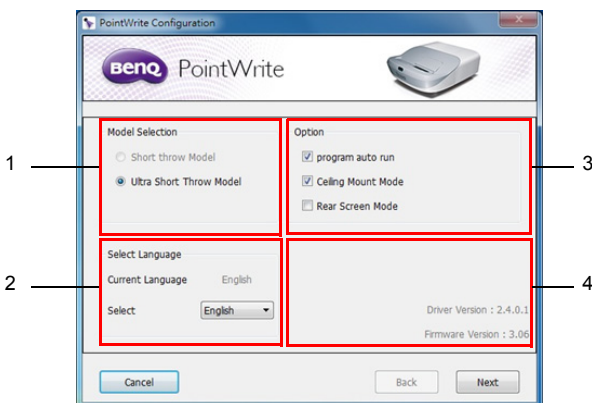 PointWrite Configuration
BenQ PointWrite
1
Model Selection
Short throw Model
Ultra Short Throw Model
Option
program auto run
Ceiling Mount Mode
Rear Screen Mode
3
2
Select Language
Current Language English
Select English
4
Driver Version : 2.4.0.1
Firmware Version : 3.06
Cancel
Back
Next